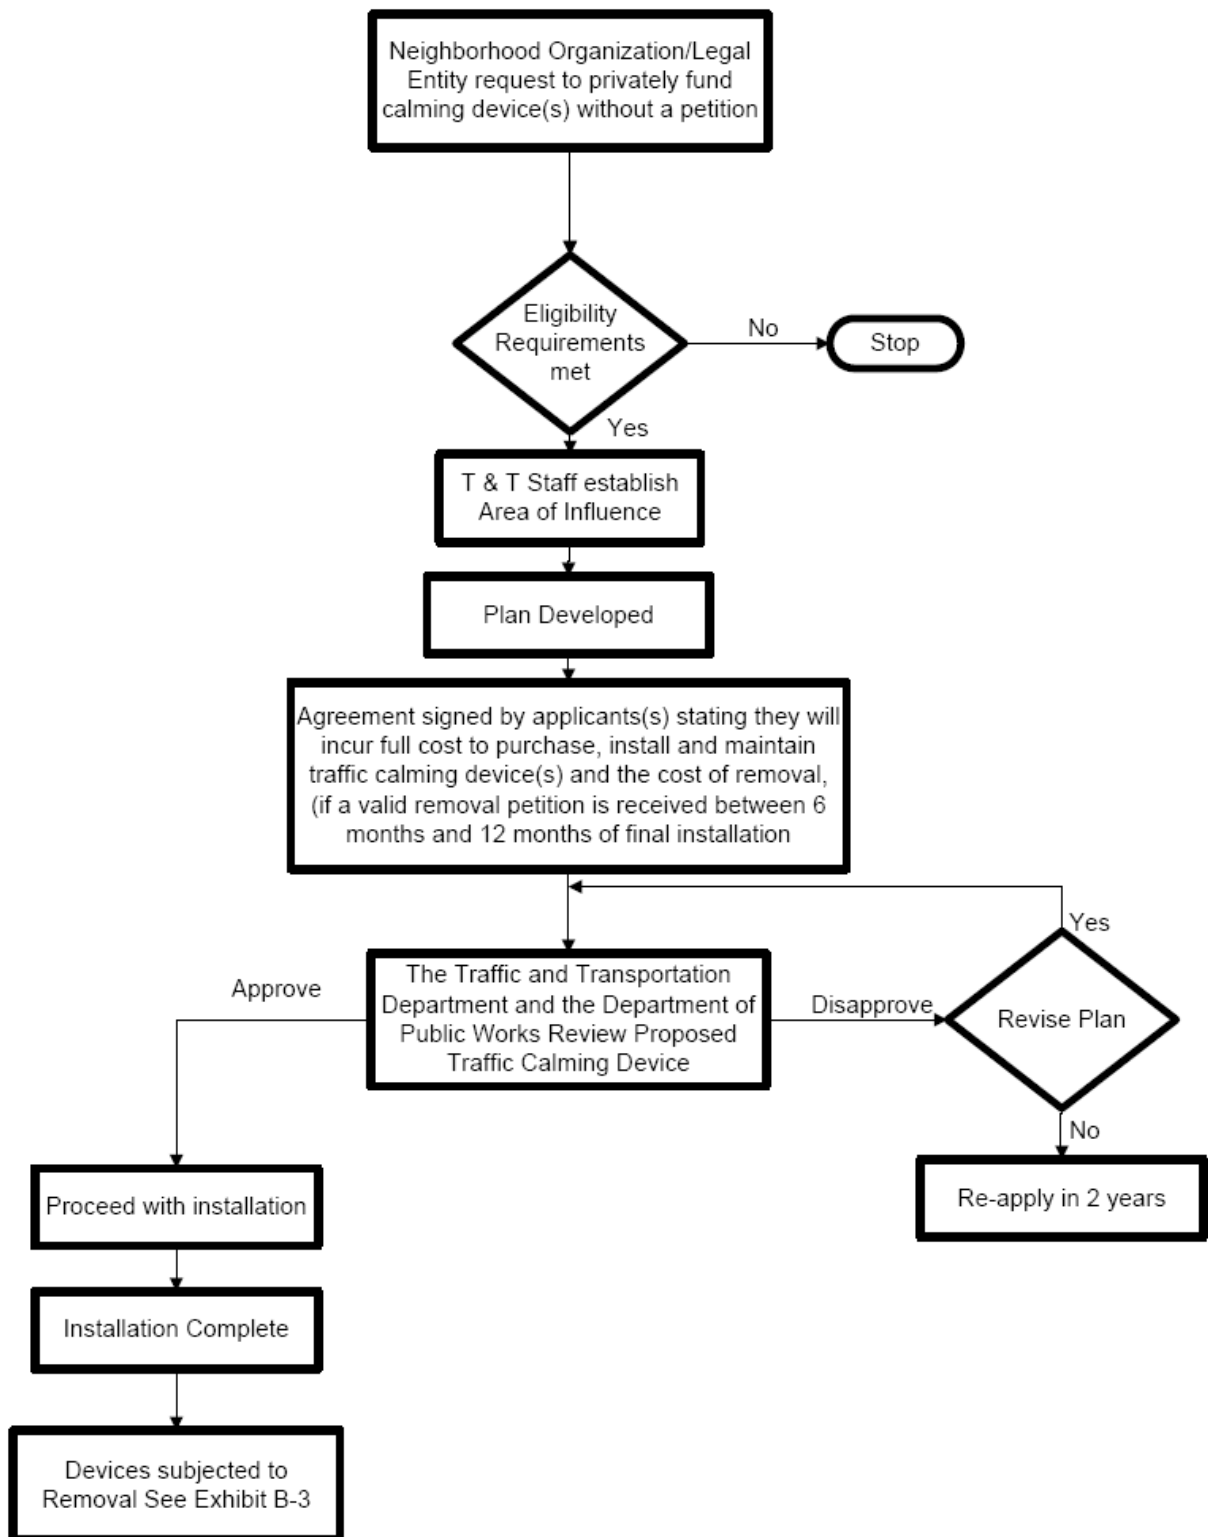 Neighborhood Organization/Legal
Entity request to privately fund
calming device(s) without a petition
Eligibility
Requirements
met
No
Stop
Yes
T & T Staff establish
Area of Influence
Plan Developed
Agreement signed by applicants(s) stating they will
incur full cost to purchase, install and maintain
traffic calming device(s) and the cost of removal,
(if a valid removal petition is received between 6
months and 12 months of final installation
Yes
Approve
The Traffic and Transportation
Department and the Department of
Public Works Review Proposed
Traffic Calming Device
Disapprove
Revise Plan
No
Proceed with installation
Re-apply in 2 years
Installation Complete
Devices subjected to
Removal See Exhibit B-3